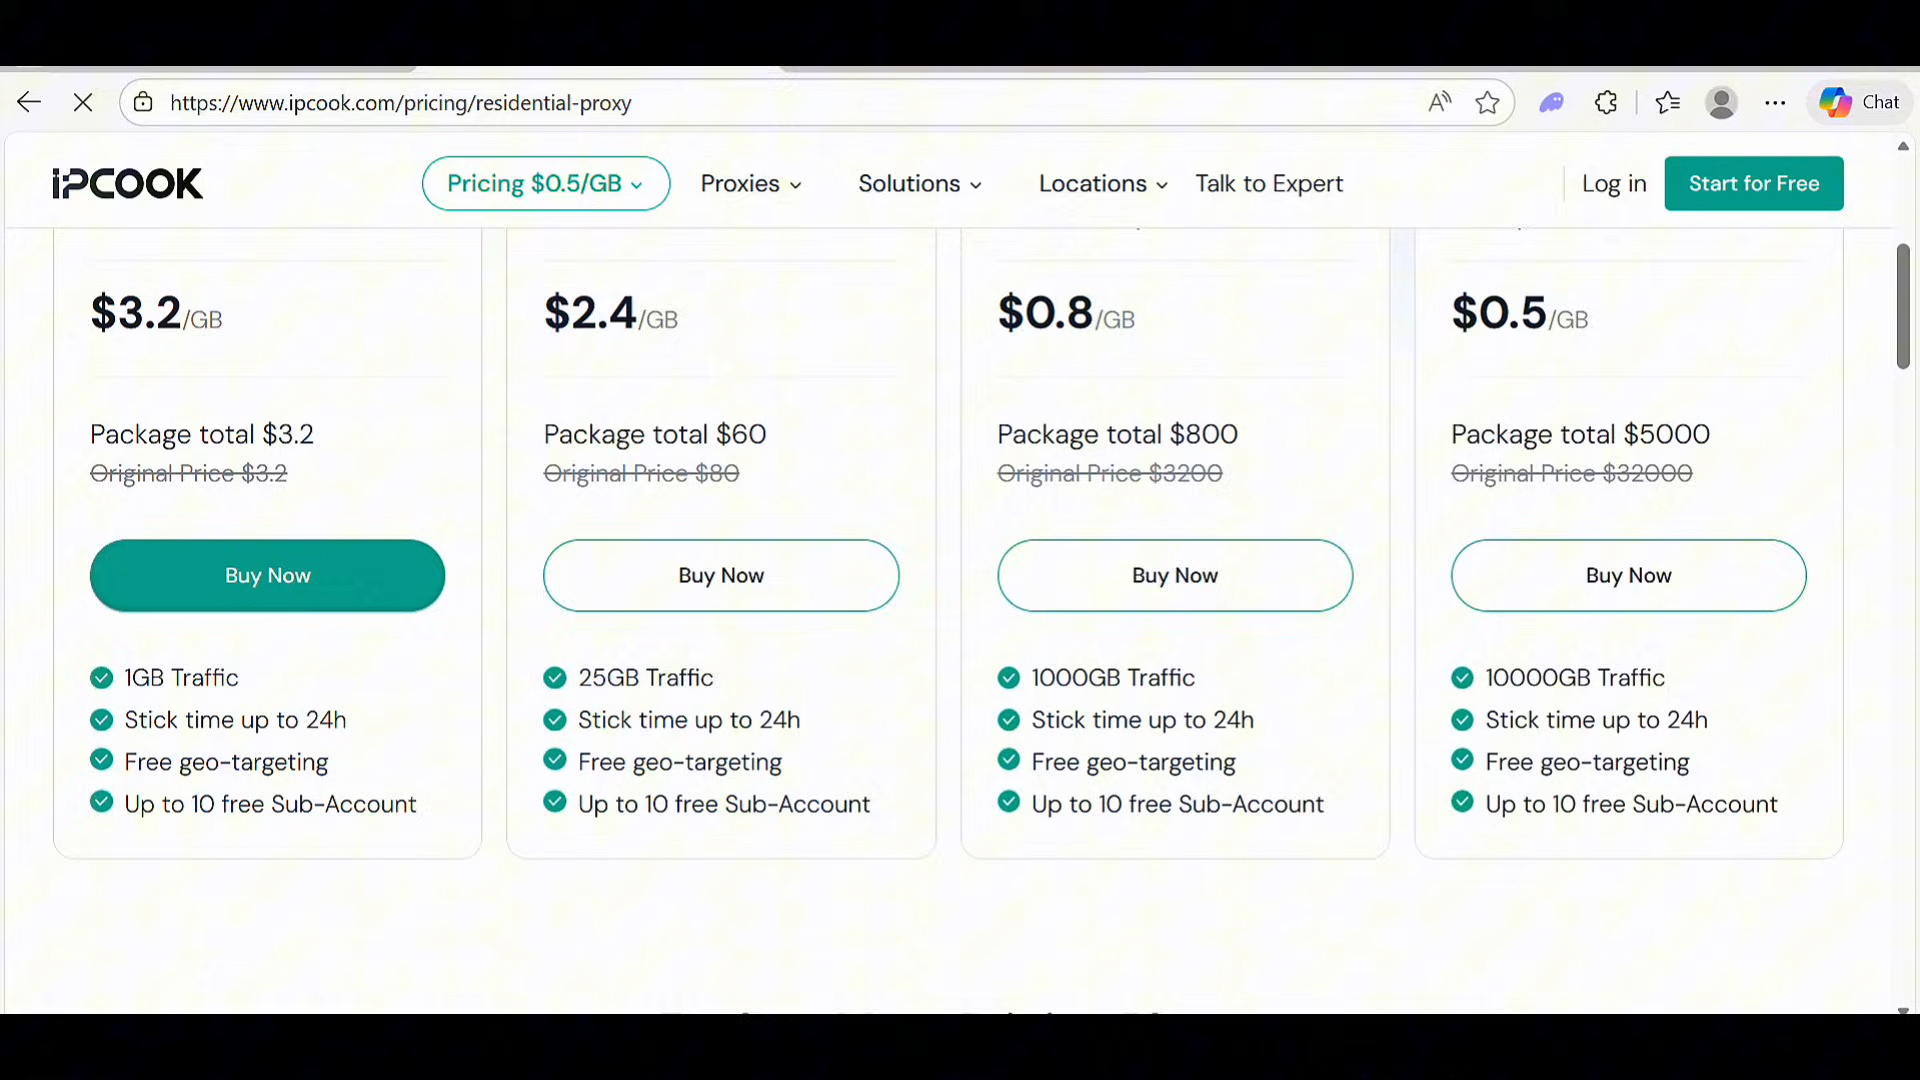 https://www.ipcook.com/pricing/residential-proxy
Chat
IPCOOK
Pricing $0.5/GB
Proxies
Solutions
Locations
Talk to Expert
Log in
Start for Free
$3.2/GB
$2.4/GB
$0.8/GB
$0.5/GB
Package total $3.2
Package total $60
Package total $800
Package total $5000
Original Price $3.2
Original Price $80
Original Price $3200
Original Price $32000
Buy Now
Buy Now
Buy Now
Buy Now
1GB Traffic
Stick time up to 24h
Free geo-targeting
Up to 10 free Sub-Account
25GB Traffic
Stick time up to 24h
Free geo-targeting
Up to 10 free Sub-Account
1000GB Traffic
Stick time up to 24h
Free geo-targeting
Up to 10 free Sub-Account
10000GB Traffic
Stick time up to 24h
Free geo-targeting
Up to 10 free Sub-Account